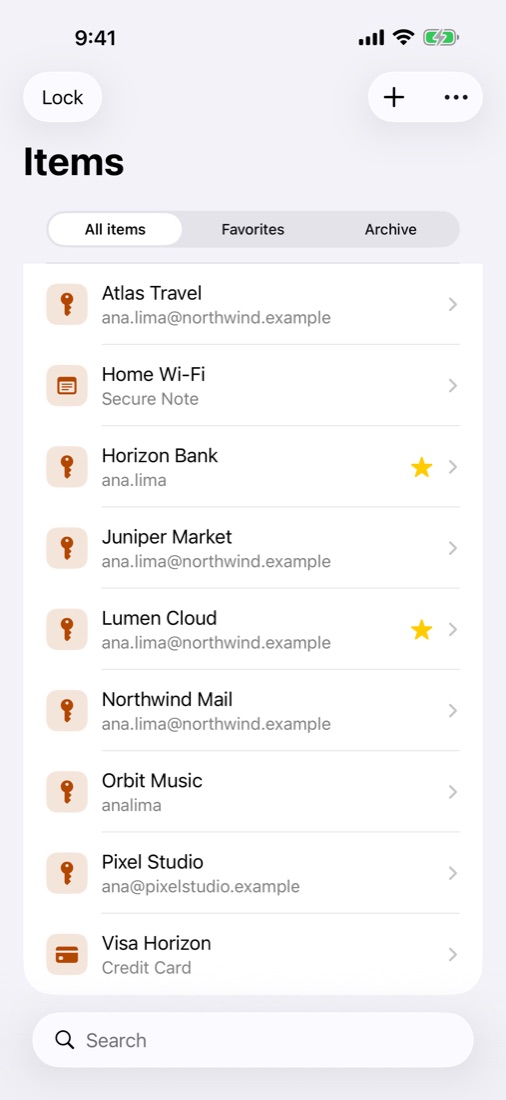 9:41
Lock
Items
All items
Favorites
Archive
Atlas Travel
ana.lima@northwind.example
Home Wi-Fi
Secure Note
Horizon Bank
ana.lima
Juniper Market
ana.lima@northwind.example
Lumen Cloud
ana.lima@northwind.example
Northwind Mail
ana.lima@northwind.example
Orbit Music
analima
Pixel Studio
ana@pixelstudio.example
Visa Horizon
Credit Card
Search